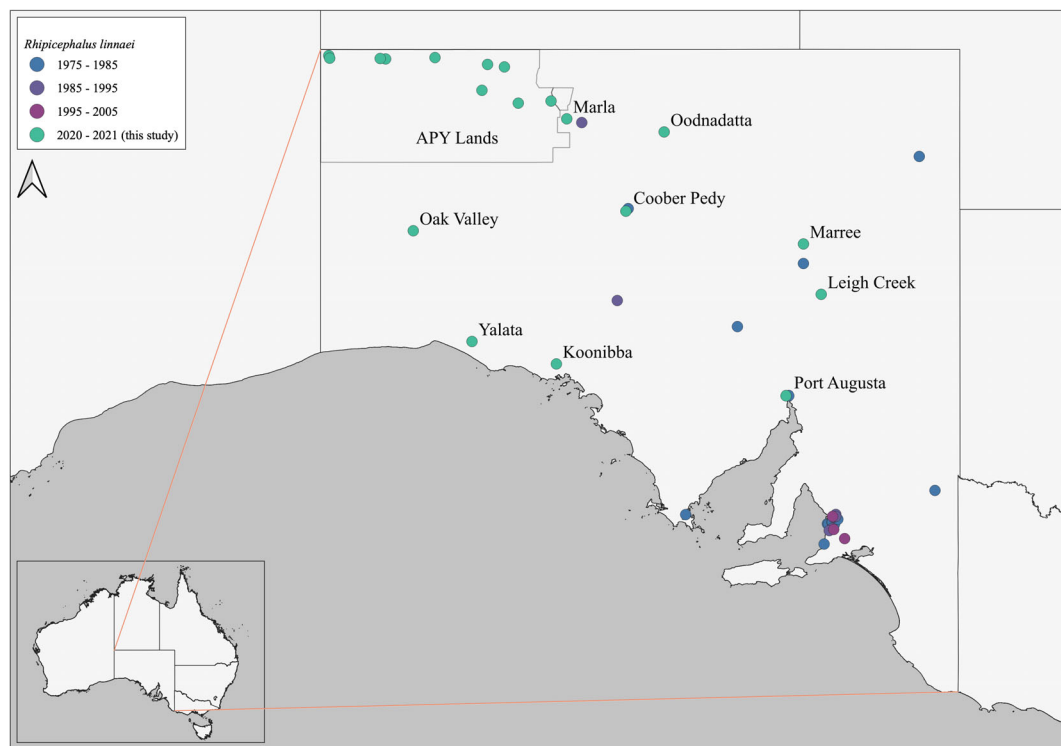 Rhipicephalus linnaei
1975 - 1985
1985 - 1995
1995 - 2005
2020 - 2021 (this study)
Marla
Oodnadatta
APY Lands
Coober Pedy
Oak Valley
Marree
Leigh Creek
Yalata
Koonibba
Port Augusta